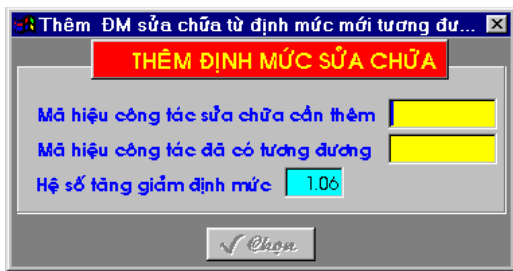 Thêm ĐM sửa chữa từ định mức mới tương đư...
THÊM ĐỊNH MỨC SỬA CHỮA
Mã hiệu công tác sửa chữa cần thêm
Mã hiệu công tác đã có tương đương
Hệ số tăng giảm định mức 1.06
√ Chọn